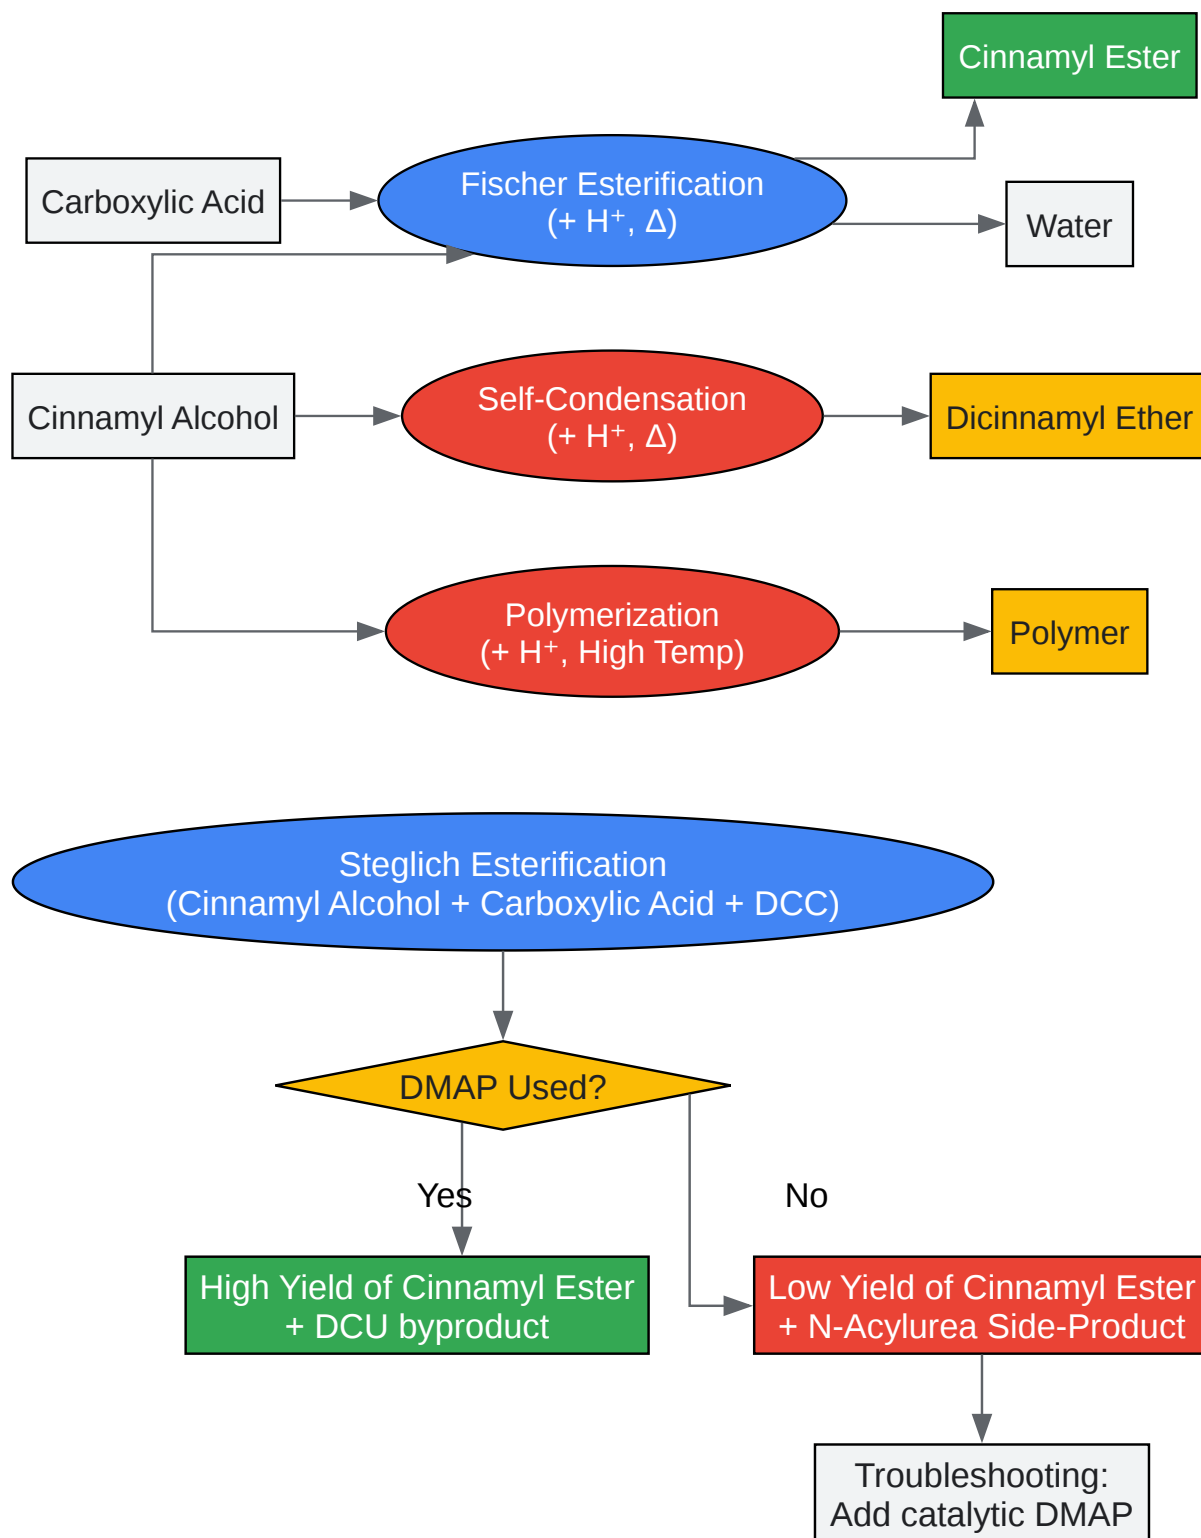 Cinnamyl Ester
Carboxylic Acid
Fischer Esterification
(+ H⁺, Δ)
Water
Cinnamyl Alcohol
Self-Condensation
(+ H⁺, Δ)
Dicinnamyl Ether
Polymerization
(+ H⁺, High Temp)
Polymer
Steglich Esterification
(Cinnamyl Alcohol + Carboxylic Acid + DCC)
DMAP Used?
Yes
No
High Yield of Cinnamyl Ester
+ DCU byproduct
Low Yield of Cinnamyl Ester
+ N-Acylurea Side-Product
Troubleshooting:
Add catalytic DMAP